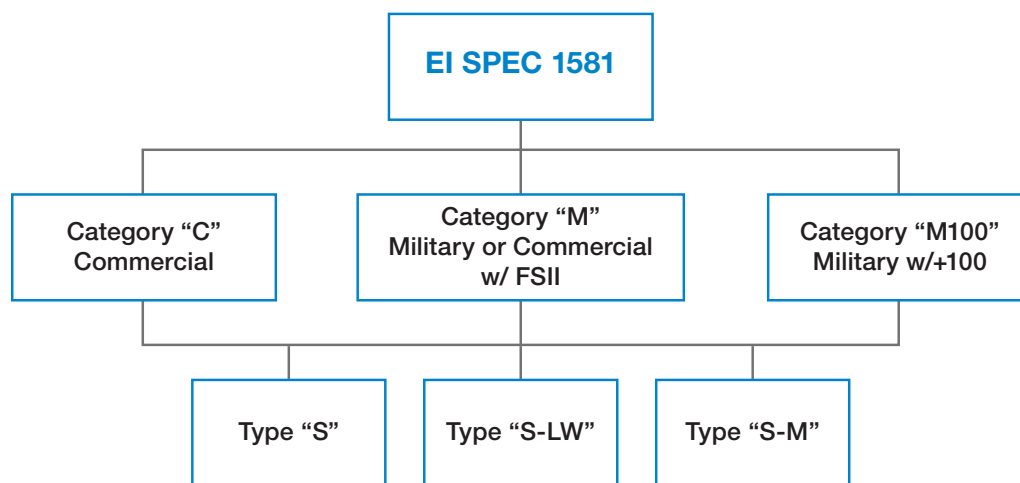 EI SPEC 1581
Category “C”
Commercial
Category “M”
Military or Commercial
w/ FSII
Category “M100”
Military w/+100
Type “S”
Type “S-LW”
Type “S-M”